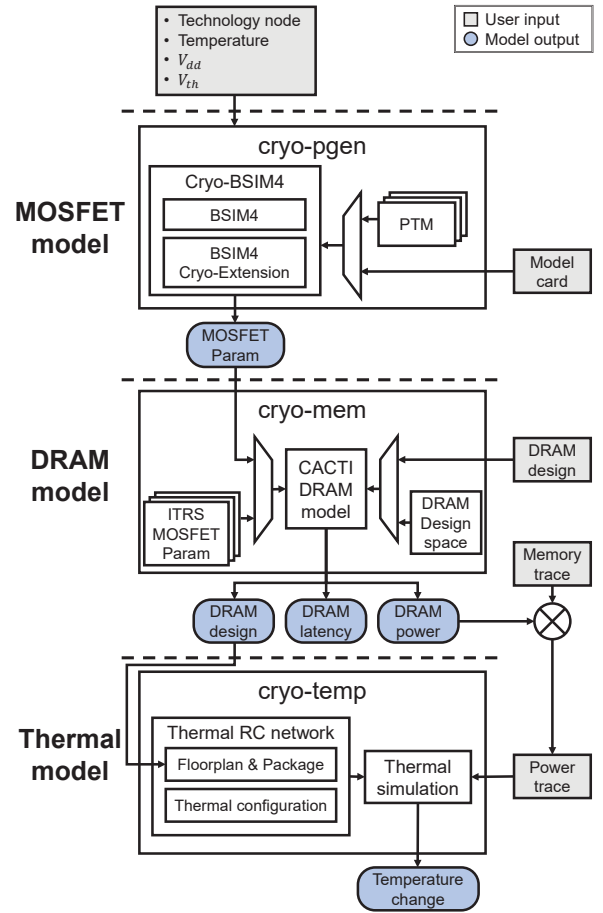 • Technology node
• Temperature
• V_dd
• V_th
User input
Model output
cryo-pgen
Cryo-BSIM4
BSIM4
BSIM4
Cryo-Extension
PTM
MOSFET
model
Model
card
MOSFET
Param
cryo-mem
DRAM
model
CACTI
DRAM
model
DRAM
design
ITRS
MOSFET
Param
DRAM
Design
space
Memory
trace
DRAM
design
DRAM
latency
DRAM
power
cryo-temp
Thermal
model
Thermal RC network
Floorplan & Package
Thermal configuration
Thermal
simulation
Power
trace
Temperature
change